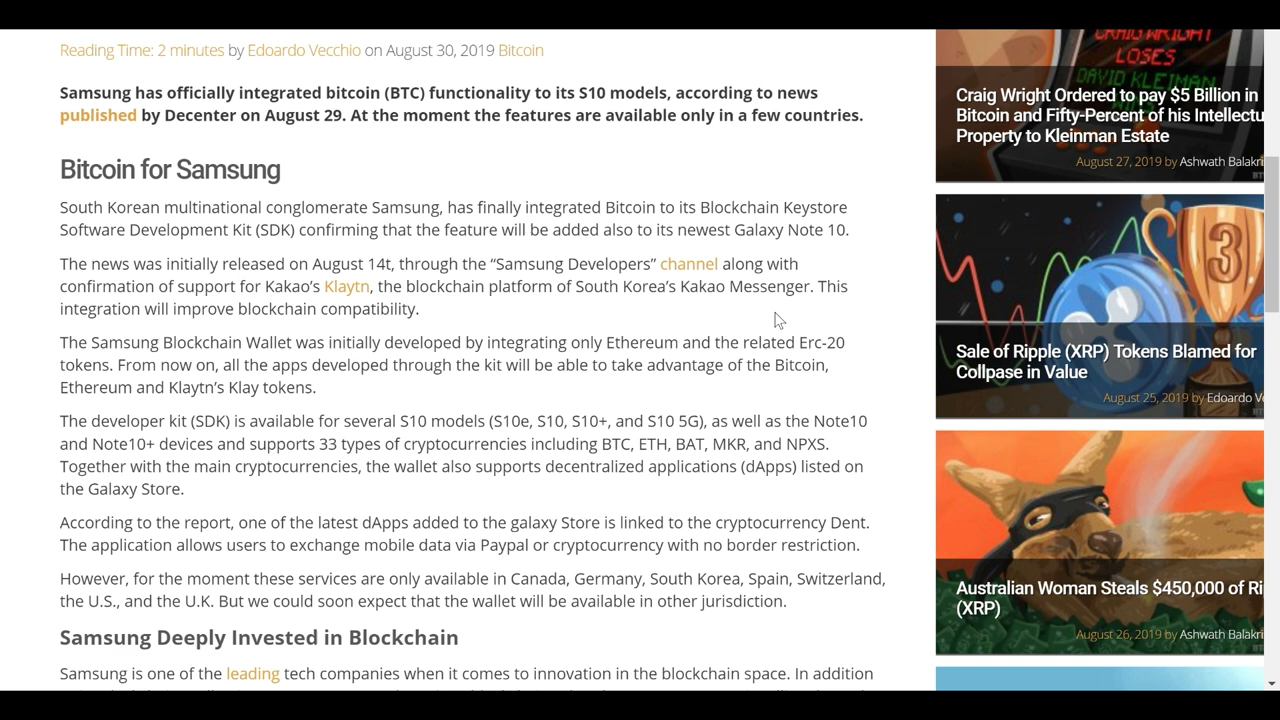 Reading Time: 2 minutes by Edoardo Vecchio on August 30, 2019 Bitcoin
Samsung has officially integrated bitcoin (BTC) functionality to its S10 models, according to news
published by Decenter on August 29. At the moment the features are available only in a few countries.
Bitcoin for Samsung
South Korean multinational conglomerate Samsung, has finally integrated Bitcoin to its Blockchain Keystore
Software Development Kit (SDK) confirming that the feature will be added also to its newest Galaxy Note 10.
The news was initially released on August 14t, through the “Samsung Developers” channel along with
confirmation of support for Kakao’s Klaytn, the blockchain platform of South Korea’s Kakao Messenger. This
integration will improve blockchain compatibility.
The Samsung Blockchain Wallet was initially developed by integrating only Ethereum and the related Erc-20
tokens. From now on, all the apps developed through the kit will be able to take advantage of the Bitcoin,
Ethereum and Klaytn’s Klay tokens.
The developer kit (SDK) is available for several S10 models (S10e, S10, S10+, and S10 5G), as well as the Note10
and Note10+ devices and supports 33 types of cryptocurrencies including BTC, ETH, BAT, MKR, and NPXS.
Together with the main cryptocurrencies, the wallet also supports decentralized applications (dApps) listed on
the Galaxy Store.
According to the report, one of the latest dApps added to the galaxy Store is linked to the cryptocurrency Dent.
The application allows users to exchange mobile data via Paypal or cryptocurrency with no border restriction.
However, for the moment these services are only available in Canada, Germany, South Korea, Spain, Switzerland,
the U.S., and the U.K. But we could soon expect that the wallet will be available in other jurisdiction.
Samsung Deeply Invested in Blockchain
Samsung is one of the leading tech companies when it comes to innovation in the blockchain space. In addition
CRAIG WRIGHT
LOSES
DAVID KLEIMAN
Craig Wright Ordered to pay $5 Billion in
Bitcoin and Fifty-Percent of his Intellectu
Property to Kleinman Estate
August 27, 2019 by Ashwath Balakri
3
Sale of Ripple (XRP) Tokens Blamed for
Collpase in Value
August 25, 2019 by Edoardo Ve
Australian Woman Steals $450,000 of Ri
(XRP)
August 26, 2019 by Ashwath Balakri